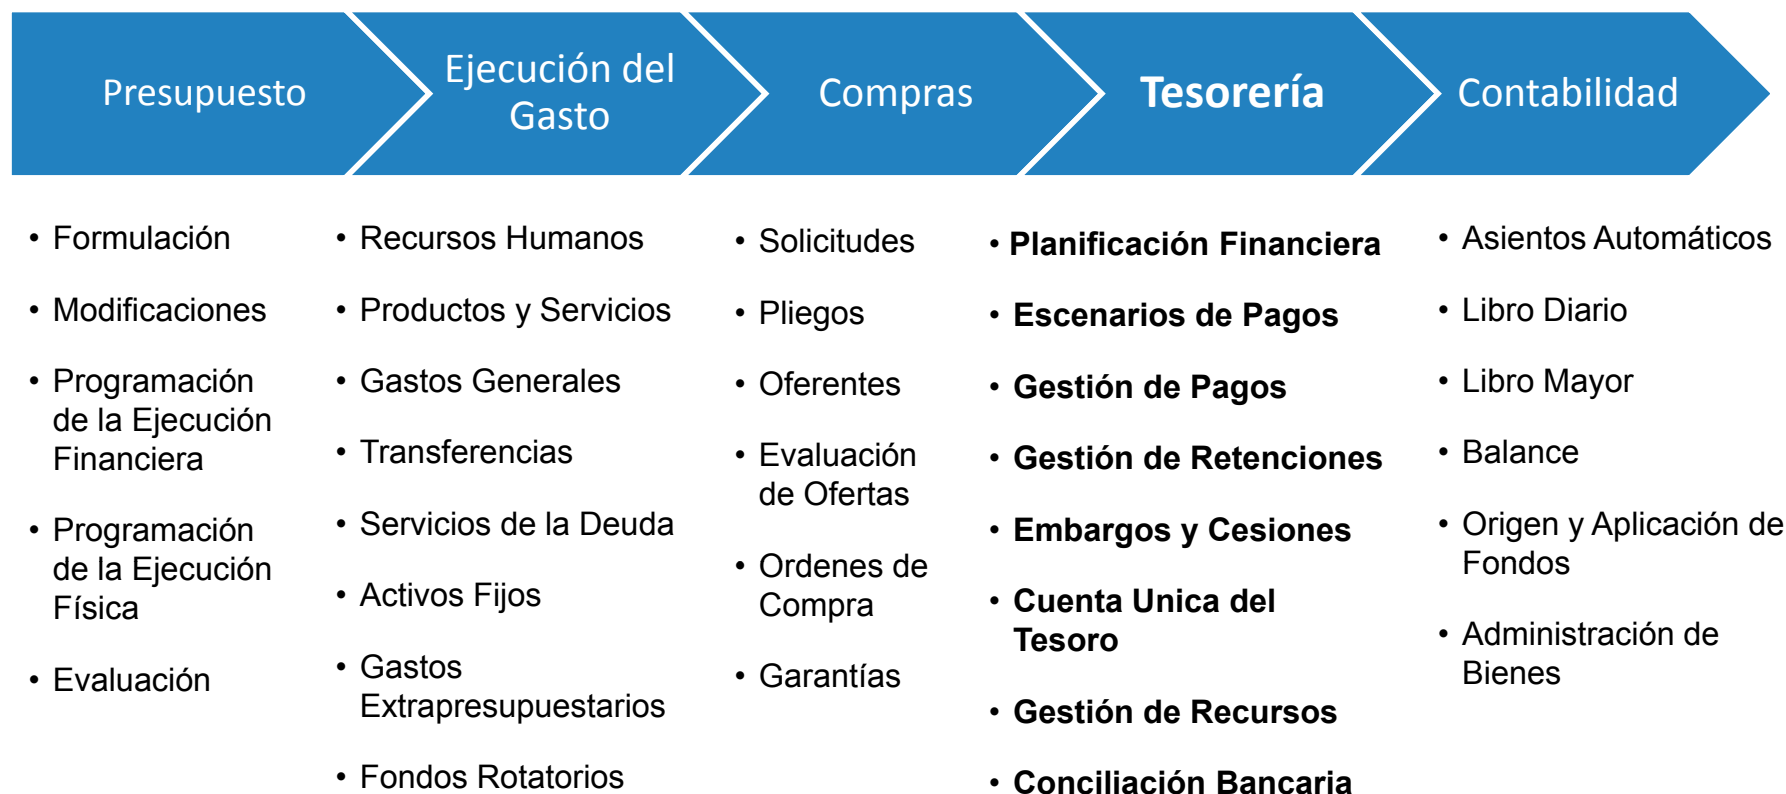 Presupuesto
Ejecución del
Gasto
Compras
Tesorería
Contabilidad
• Formulación
• Modificaciones
• Programación
de la Ejecución
Financiera
• Programación
de la Ejecución
Física
• Evaluación
• Recursos Humanos
• Productos y Servicios
• Gastos Generales
• Transferencias
• Servicios de la Deuda
• Activos Fijos
• Gastos
Extrapresupuestarios
• Fondos Rotatorios
• Solicitudes
• Pliegos
• Oferentes
• Evaluación
de Ofertas
• Ordenes de
Compra
• Garantías
• Planificación Financiera
• Escenarios de Pagos
• Gestión de Pagos
• Gestión de Retenciones
• Embargos y Cesiones
• Cuenta Unica del
Tesoro
• Gestión de Recursos
• Conciliación Bancaria
• Asientos Automáticos
• Libro Diario
• Libro Mayor
• Balance
• Origen y Aplicación de
Fondos
• Administración de
Bienes